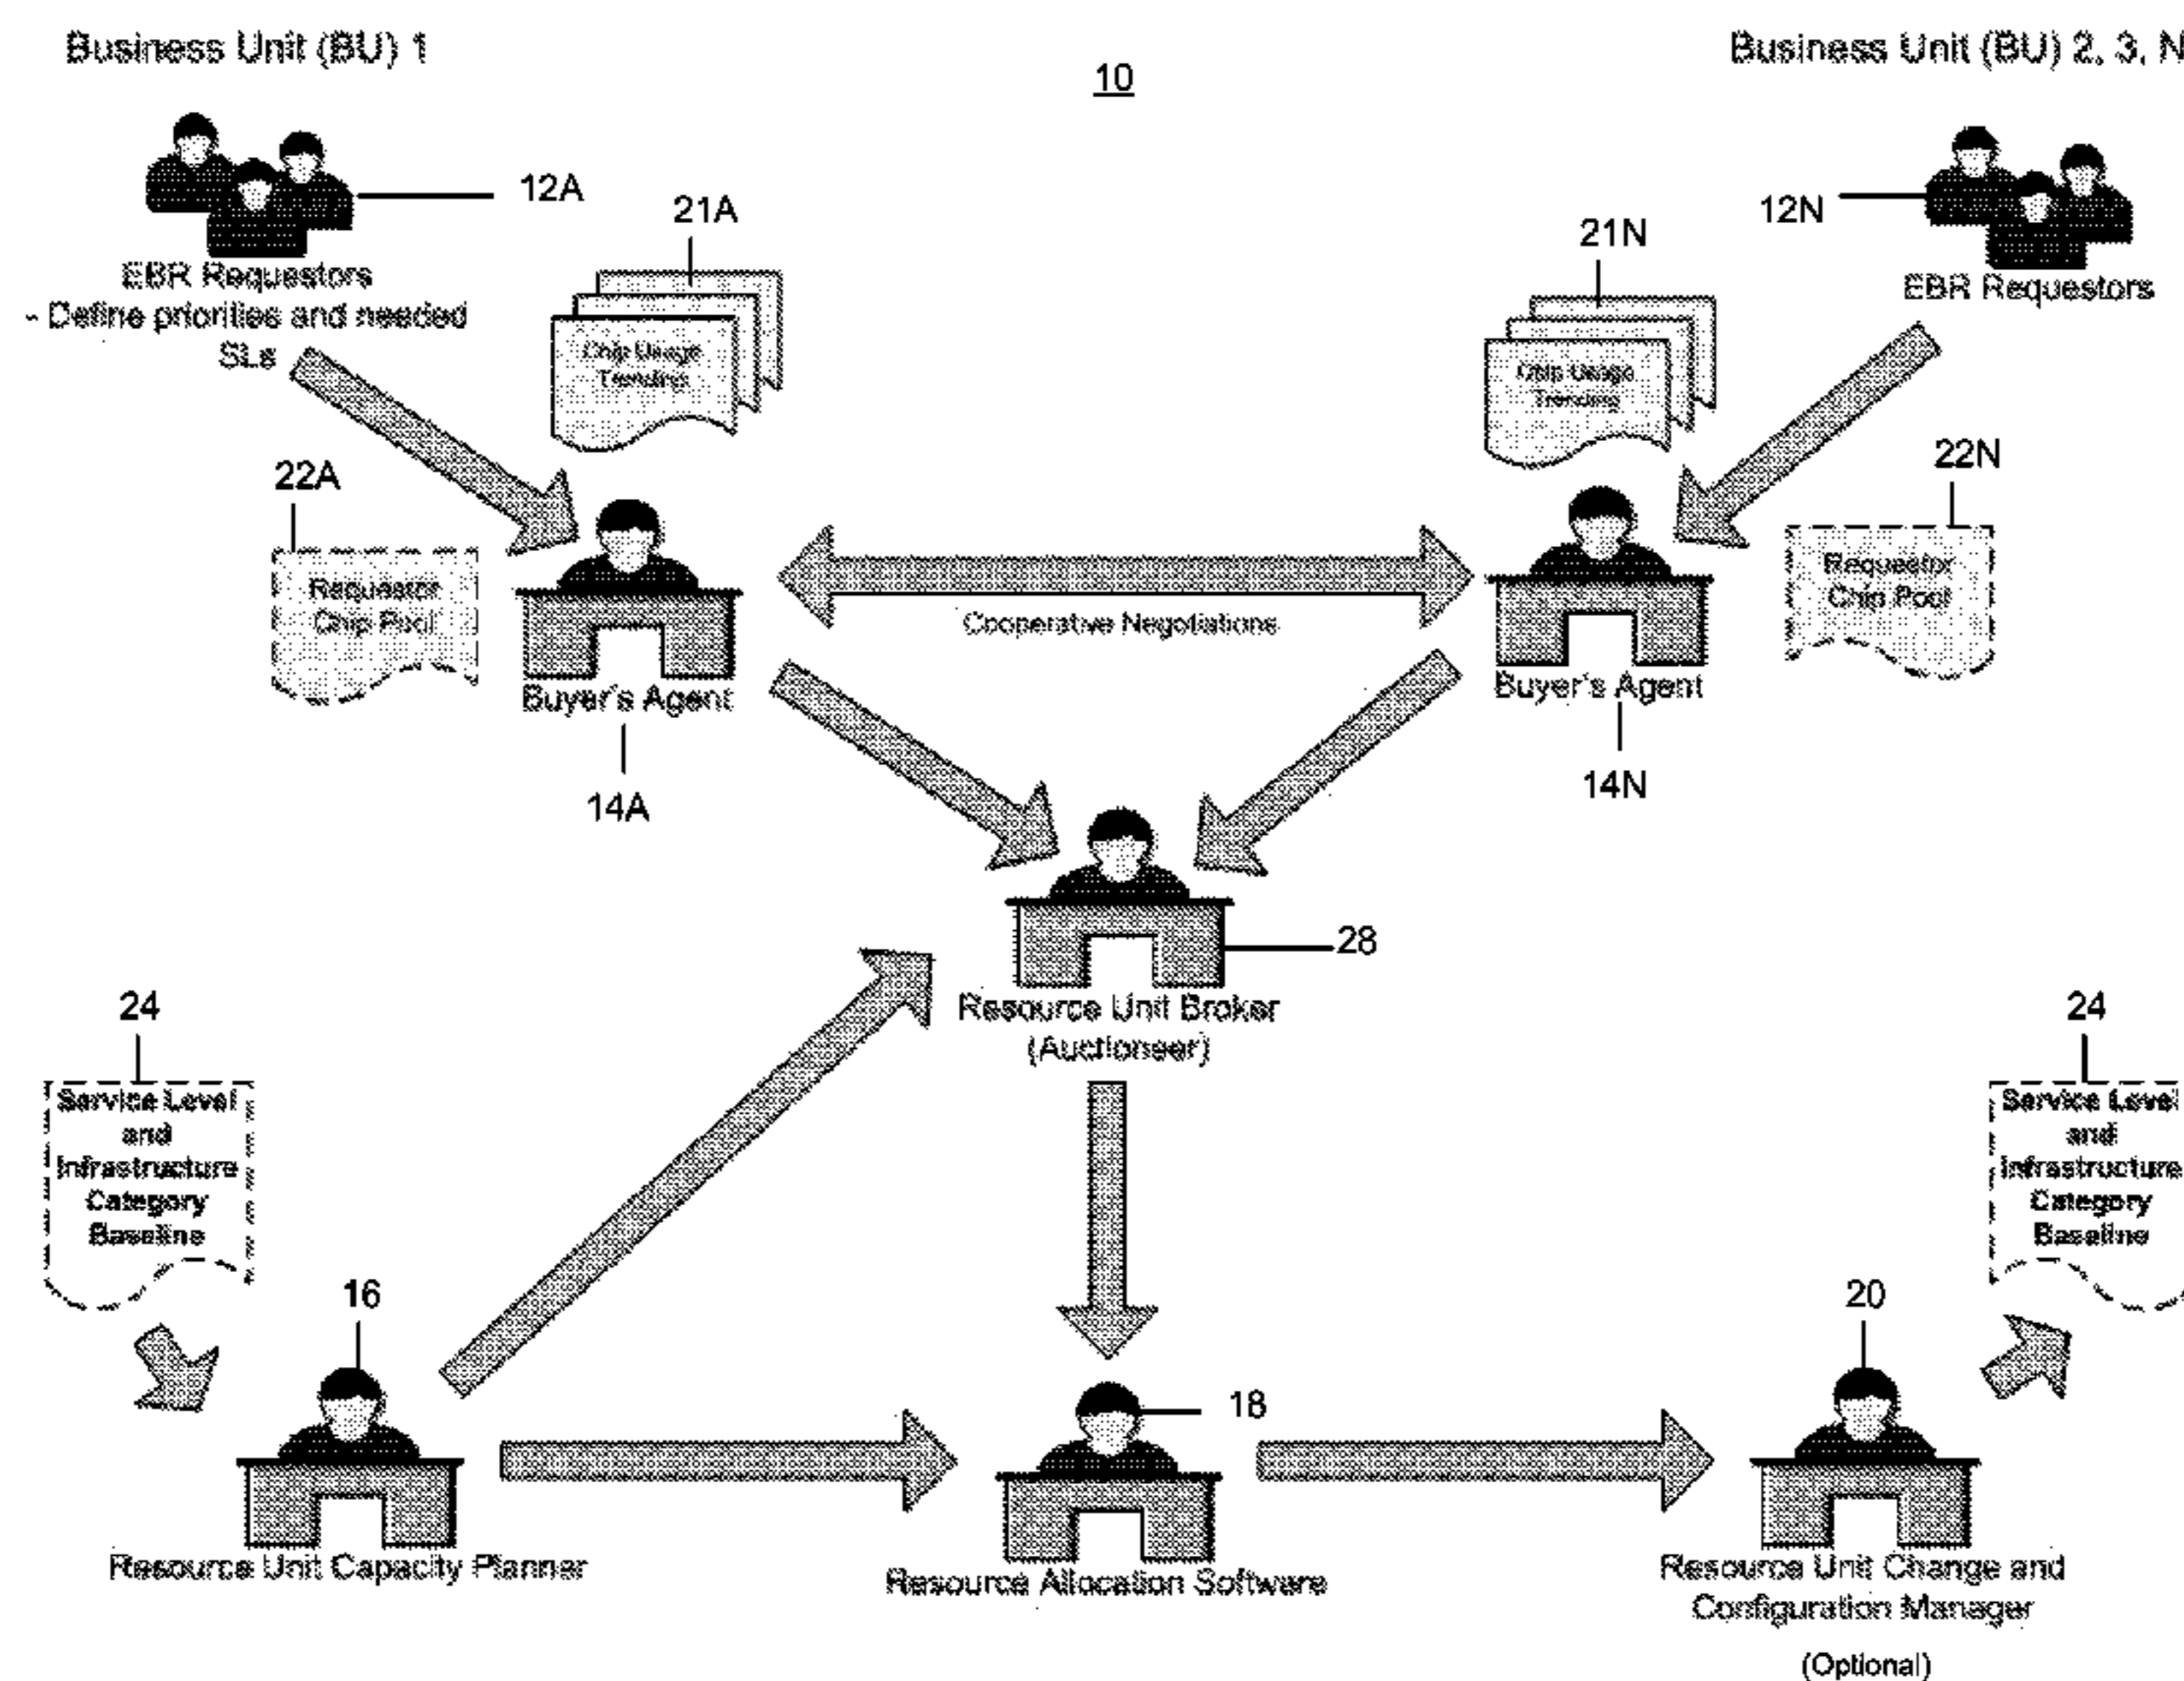 Business Unit (BU) 1
Business Unit (BU) 2, 3, N
10
12A
12N
21A
21N
EBR Requestors
- Define priorities and needed
SLs
EBR Requestors
Chip Usage
Trending
Chip Usage
Trending
22A
22N
Requestor
Chip Pool
Requestor
Chip Pool
Cooperative Negotiations
Buyer's Agent
Buyer's Agent
14A
14N
28
Resource Unit Broker
(Auctioneer)
24
24
Service Level
and
Infrastructure
Category
Baseline
Service Level
and
Infrastructure
Category
Baseline
16
18
20
Resource Unit Capacity Planner
Resource Allocation Software
Resource Unit Change and
Configuration Manager
(Optional)